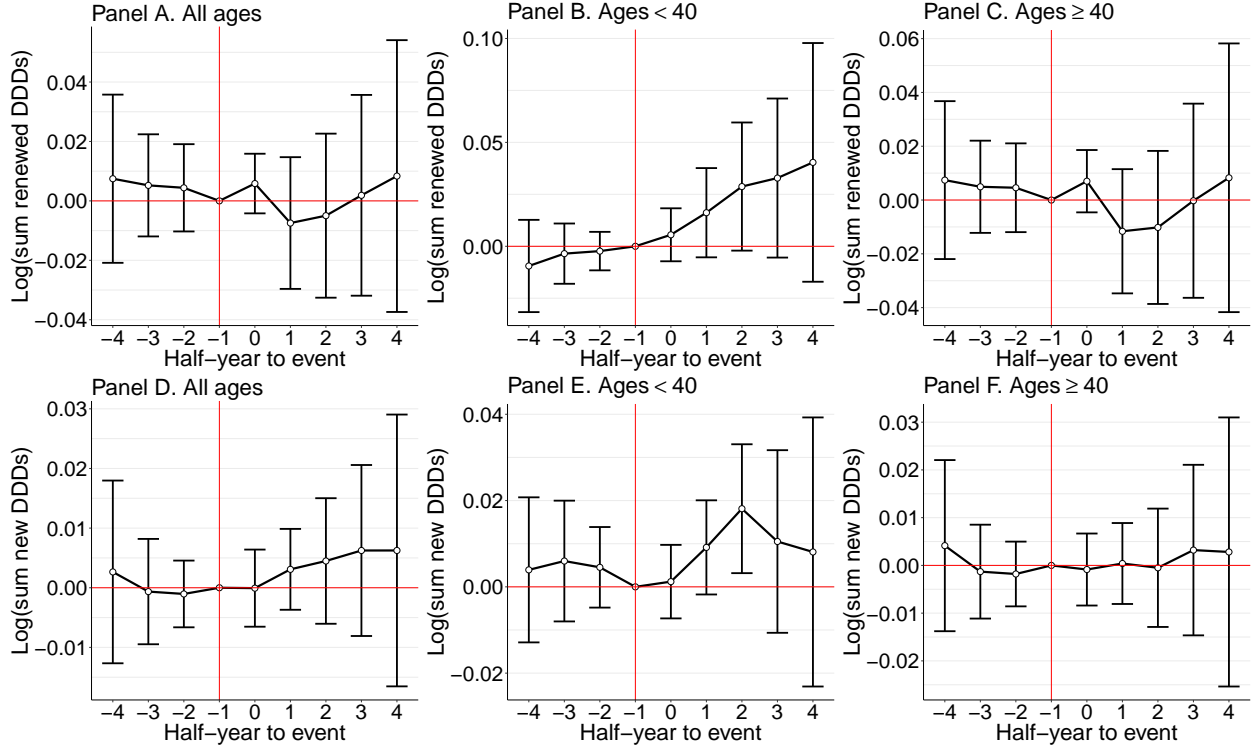 Panel A. All ages
Log(sum renewed DDDs)
0.04
0.02
0.00
−0.02
−0.04
−4 −3 −2 −1 0 1 2 3 4
Half−year to event
Panel B. Ages < 40
Log(sum renewed DDDs)
0.10
0.05
0.00
−4 −3 −2 −1 0 1 2 3 4
Half−year to event
Panel C. Ages ≥ 40
Log(sum renewed DDDs)
0.06
0.04
0.02
0.00
−0.02
−0.04
−4 −3 −2 −1 0 1 2 3 4
Half−year to event
Panel D. All ages
Log(sum new DDDs)
0.03
0.02
0.01
0.00
−0.01
−4 −3 −2 −1 0 1 2 3 4
Half−year to event
Panel E. Ages < 40
Log(sum new DDDs)
0.04
0.02
0.00
−0.02
−4 −3 −2 −1 0 1 2 3 4
Half−year to event
Panel F. Ages ≥ 40
Log(sum new DDDs)
0.03
0.02
0.01
0.00
−0.01
−0.02
−4 −3 −2 −1 0 1 2 3 4
Half−year to event